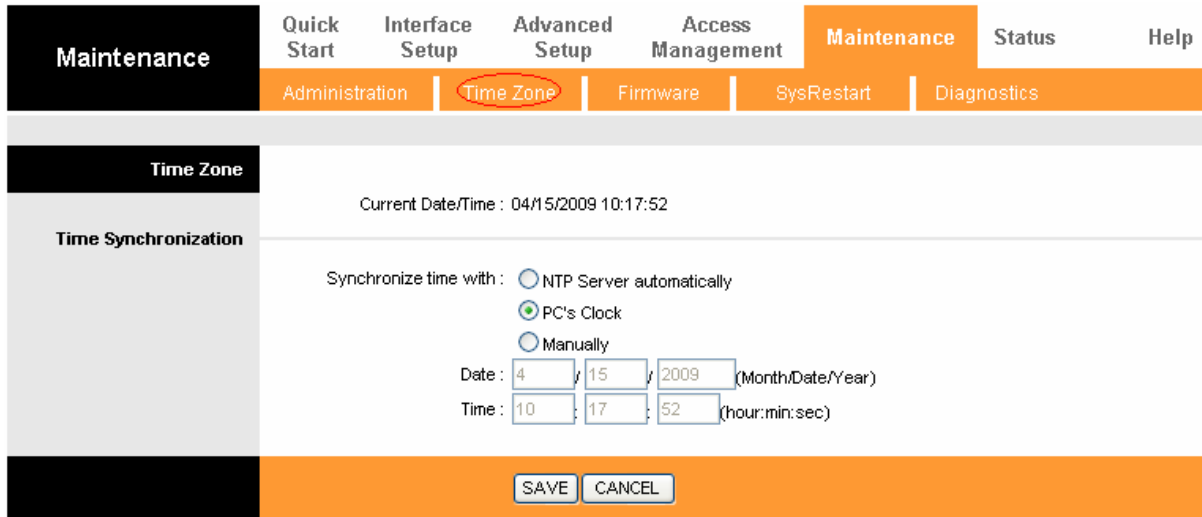 Maintenance
Quick Start Interface Setup Advanced Setup Access Management Maintenance Status Help
Administration Time Zone Firmware SysRestart Diagnostics
Time Zone
Current Date/Time : 04/15/2009 10:17:52
Time Synchronization
Synchronize time with : NTP Server automatically
PC's Clock
Manually
Date : 4 / 15 / 2009 (Month/Date/Year)
Time : 10 : 17 : 52 (hour:min:sec)
SAVE CANCEL